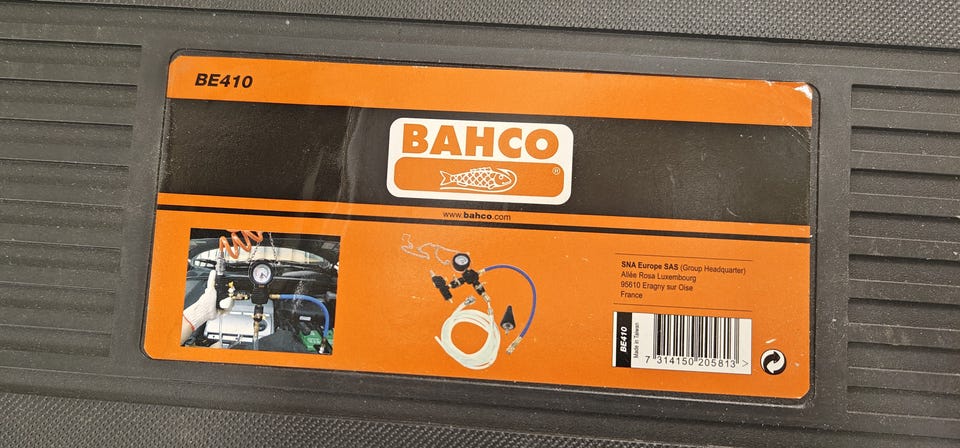 BE410
BAHCO
®
www.bahco.com
SNA Europe SAS (Group Headquarter)
Allée Rosa Luxembourg
95610 Eragny sur Oise
France
BE410
Made in Taiwan
7 314150 205813 >